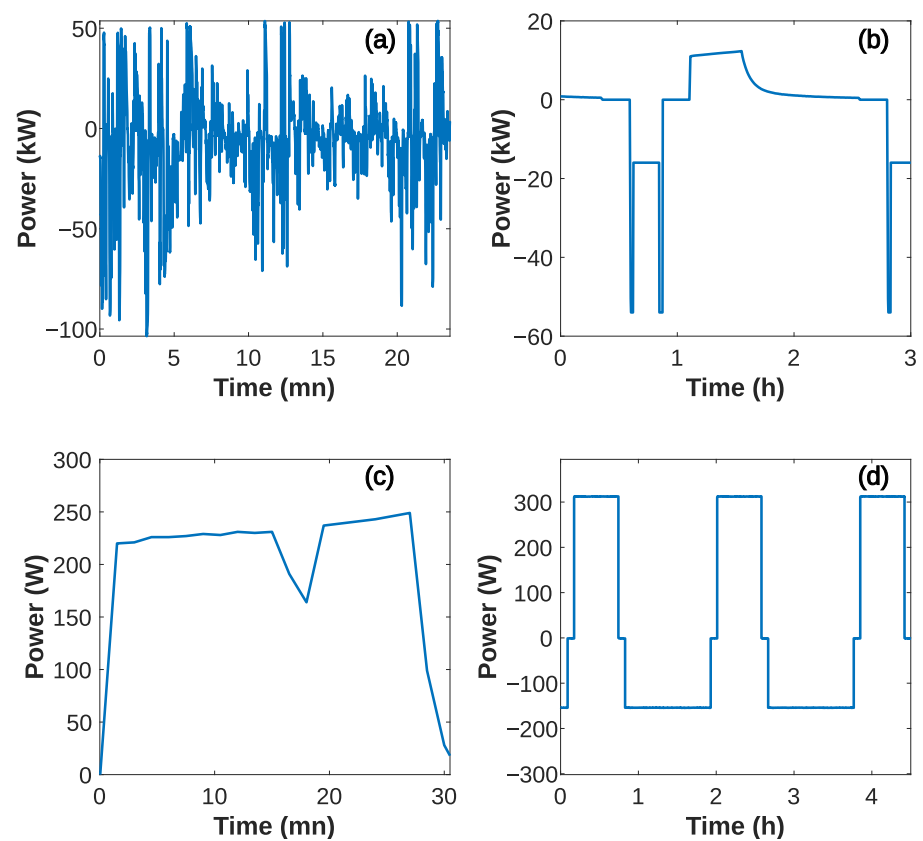 (a)
50
0
−50
−100
Power (kW)
0 5 10 15 20
Time (mn)
(b)
20
10
0
−20
−40
−60
Power (kW)
0 1 2 3
Time (h)
(c)
300
250
200
150
100
50
0
Power (W)
0 10 20 30
Time (mn)
(d)
300
200
100
0
−100
−200
−300
Power (W)
0 1 2 3 4
Time (h)